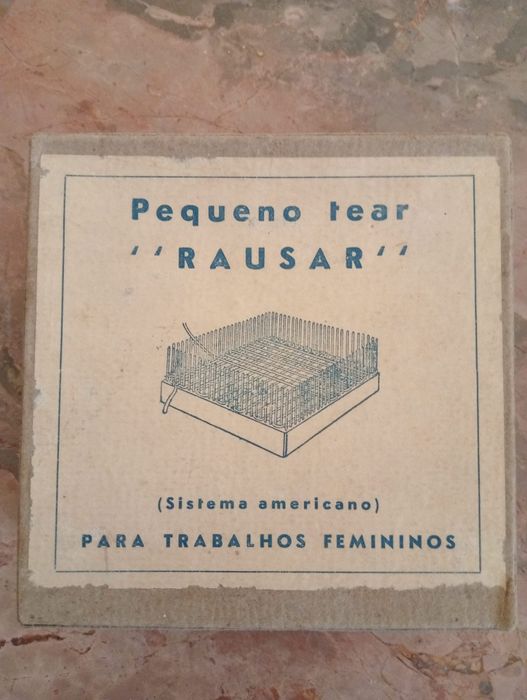 Pequeno tear
"RAUSAR"
(Sistema americano)
PARA TRABALHOS FEMININOS